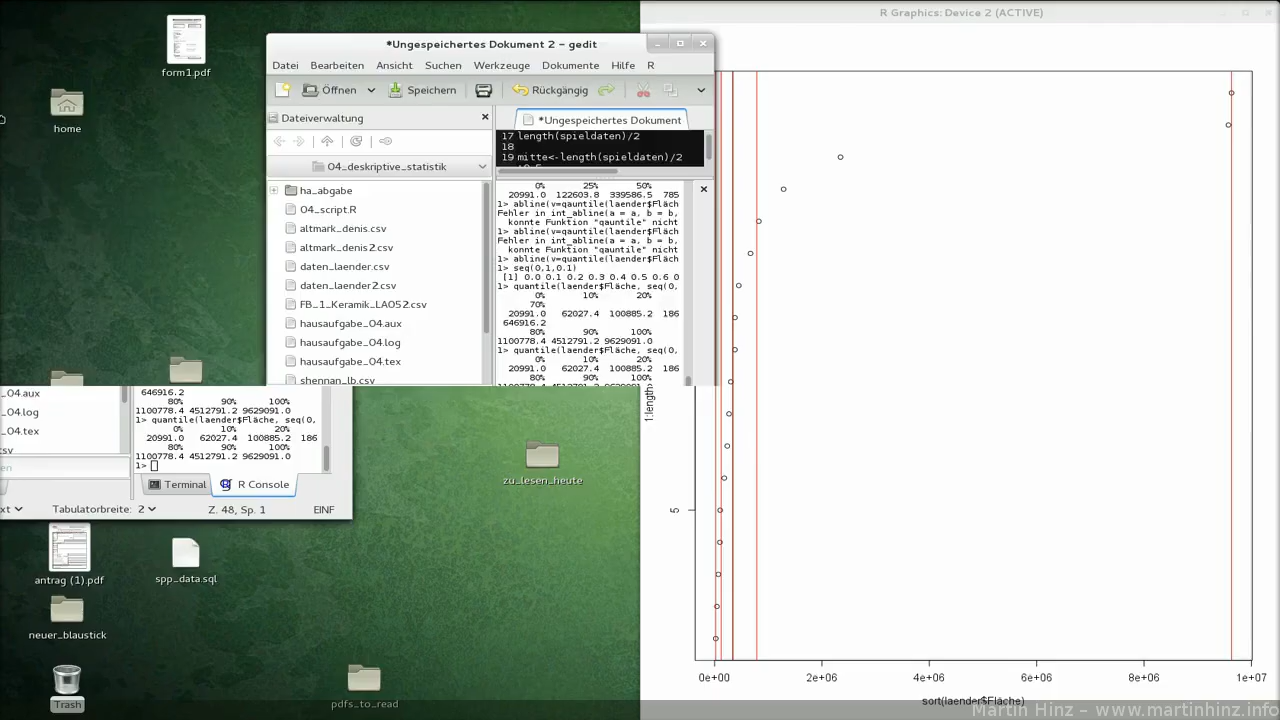 R Graphics: Device 2 (ACTIVE)
form1.pdf
home
*Ungespeichertes Dokument 2 - gedit
Datei Bearbeiten Ansicht Suchen Werkzeuge Dokumente Hilfe R
Öffnen Speichern Rückgängig
Dateiverwaltung
04_deskriptive_statistik
ha_abgabe
04_script.R
altmark_denis.csv
altmark_denis2.csv
daten_laender.csv
daten_laender2.csv
FB_1_Keramik_LA052.csv
hausaufgabe_04.aux
hausaufgabe_04.log
hausaufgabe_04.tex
shennan_lb.csv
*Ungespeichertes Dokument
17 length(spieldaten)/2
18
19 mitte<-length(spieldaten)/2
0% 25% 50%
20991.0 122603.8 339586.5 785
1> abline(v=qauntile(laender$Fläch
Fehler in int_abline(a = a, b = b,
konnte Funktion "qauntile" nicht
1> abline(v=qauntile(laender$Fläch
Fehler in int_abline(a = a, b = b,
konnte Funktion "qauntile" nicht
1> abline(v=quantile(laender$Fläch
1> seq(0,1,0.1)
[1] 0.0 0.1 0.2 0.3 0.4 0.5 0.6 0
1> quantile(laender$Fläche, seq(0,
0% 10% 20%
70%
20991.0 62027.4 100885.2 186
646916.2
80% 90% 100%
1100778.4 4512791.2 9629091.0
1> quantile(laender$Fläche, seq(0,
0% 10% 20%
20991.0 62027.4 100885.2 186
80% 90% 100%
1100778.4 4512791.2 9629091.0
_04.aux
_04.log
_04.tex
sv
en
646916.2
80% 90% 100%
1100778.4 4512791.2 9629091.0
1> quantile(laender$Fläche, seq(0,
0% 10% 20%
20991.0 62027.4 100885.2 186
80% 90% 100%
1100778.4 4512791.2 9629091.0
1>
Terminal R Console
xt Tabulatorbreite: 2 Z. 48, Sp. 1 EINF
zu_lesen_heute
antrag (1).pdf
spp_data.sql
neuer_blaustick
Trash
pdfs_to_read
1:length
5
0e+00 2e+06 4e+06 6e+06 8e+06 1e+07
sort(laender$Fläche)
Martin Hinz - www.martinhinz.info